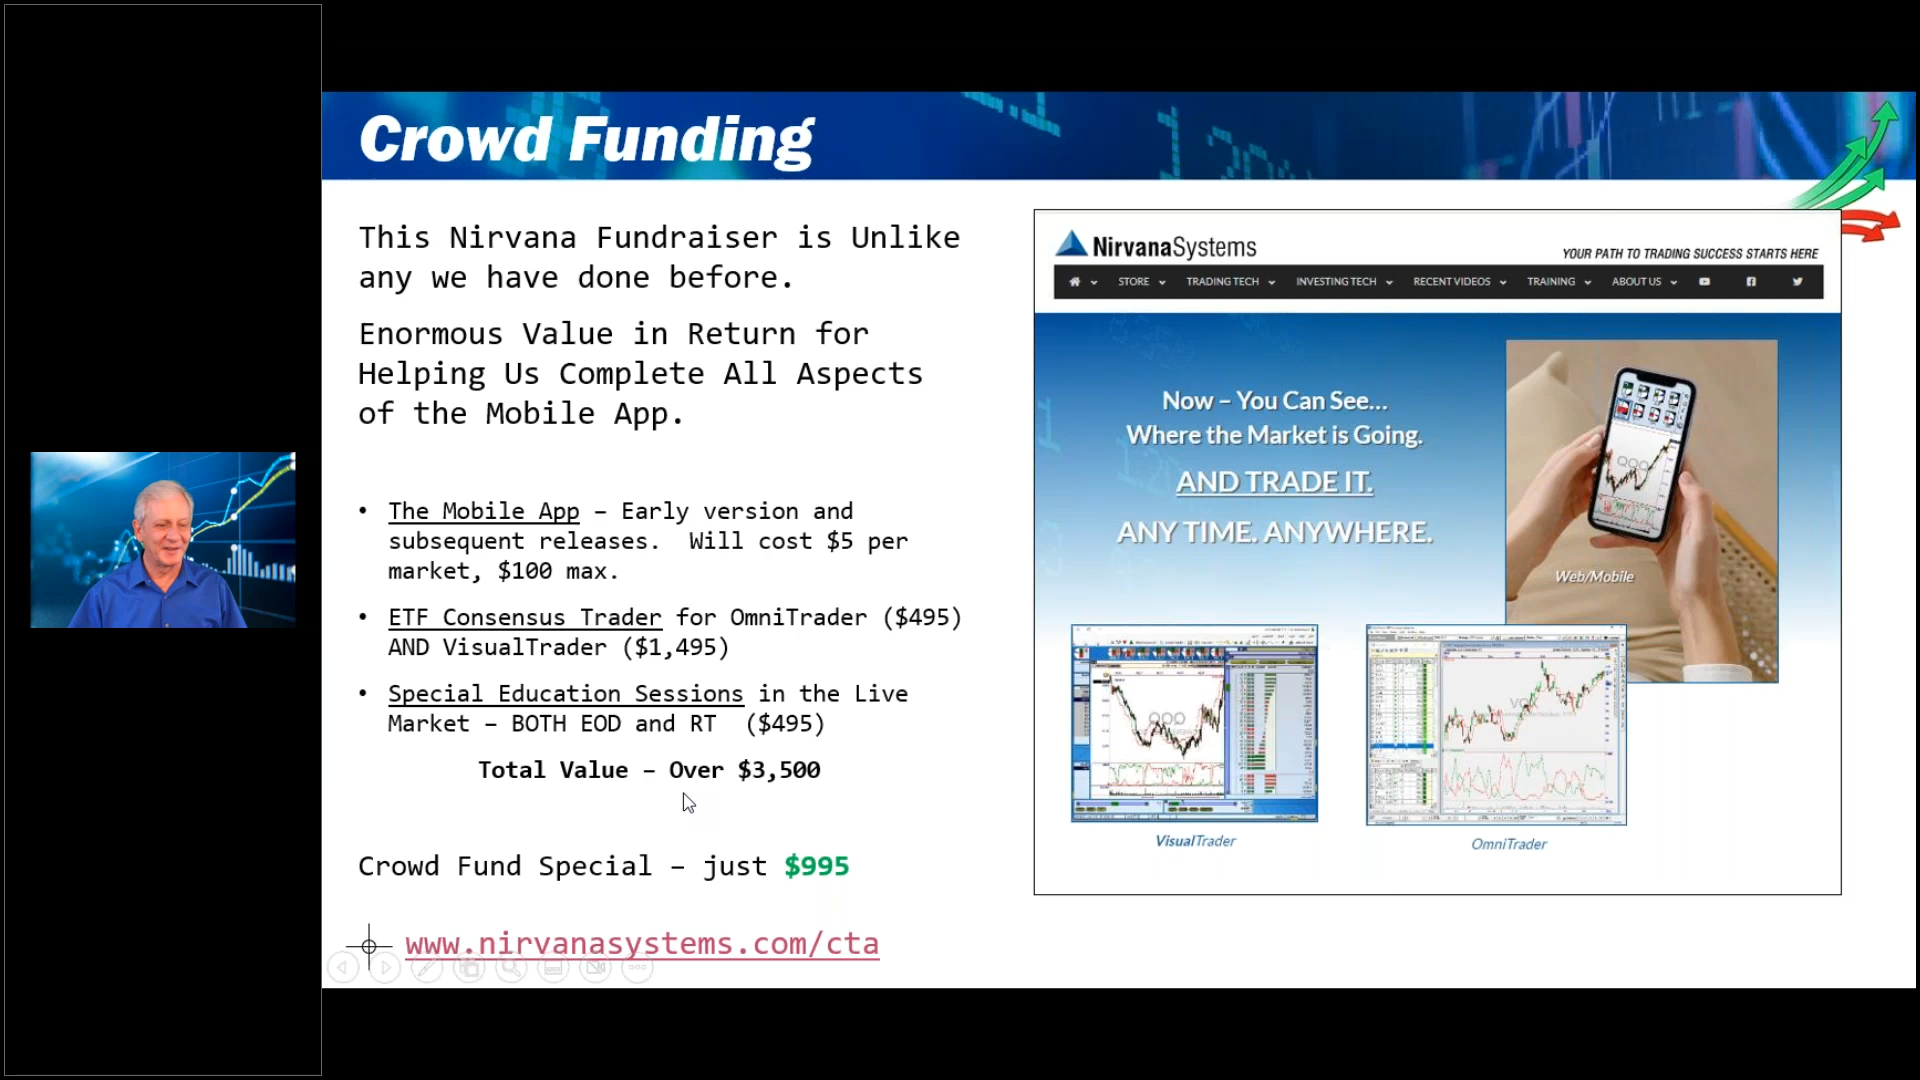 Crowd Funding
This Nirvana Fundraiser is Unlike
any we have done before.
Enormous Value in Return for
Helping Us Complete All Aspects
of the Mobile App.
• The Mobile App – Early version and
subsequent releases.  Will cost $5 per
market, $100 max.
• ETF Consensus Trader for OmniTrader ($495)
AND VisualTrader ($1,495)
• Special Education Sessions in the Live
Market – BOTH EOD and RT  ($495)
Total Value – Over $3,500
Crowd Fund Special – just $995
www.nirvanasystems.com/cta
NirvanaSystems
YOUR PATH TO TRADING SUCCESS STARTS HERE
STORE TRADING TECH INVESTING TECH RECENT VIDEOS TRAINING ABOUT US
Now – You Can See...
Where the Market is Going.
AND TRADE IT.
ANY TIME. ANYWHERE.
Web/Mobile
QQQ
VisualTrader
OmniTrader